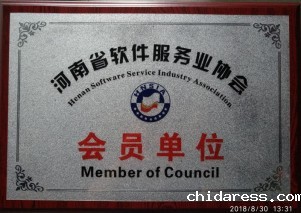 河南省软件服务业协会
Henan Software Service Industry Association
HNSIA
会员单位
Member of Council
chidaress.com
2018/8/30 13:31